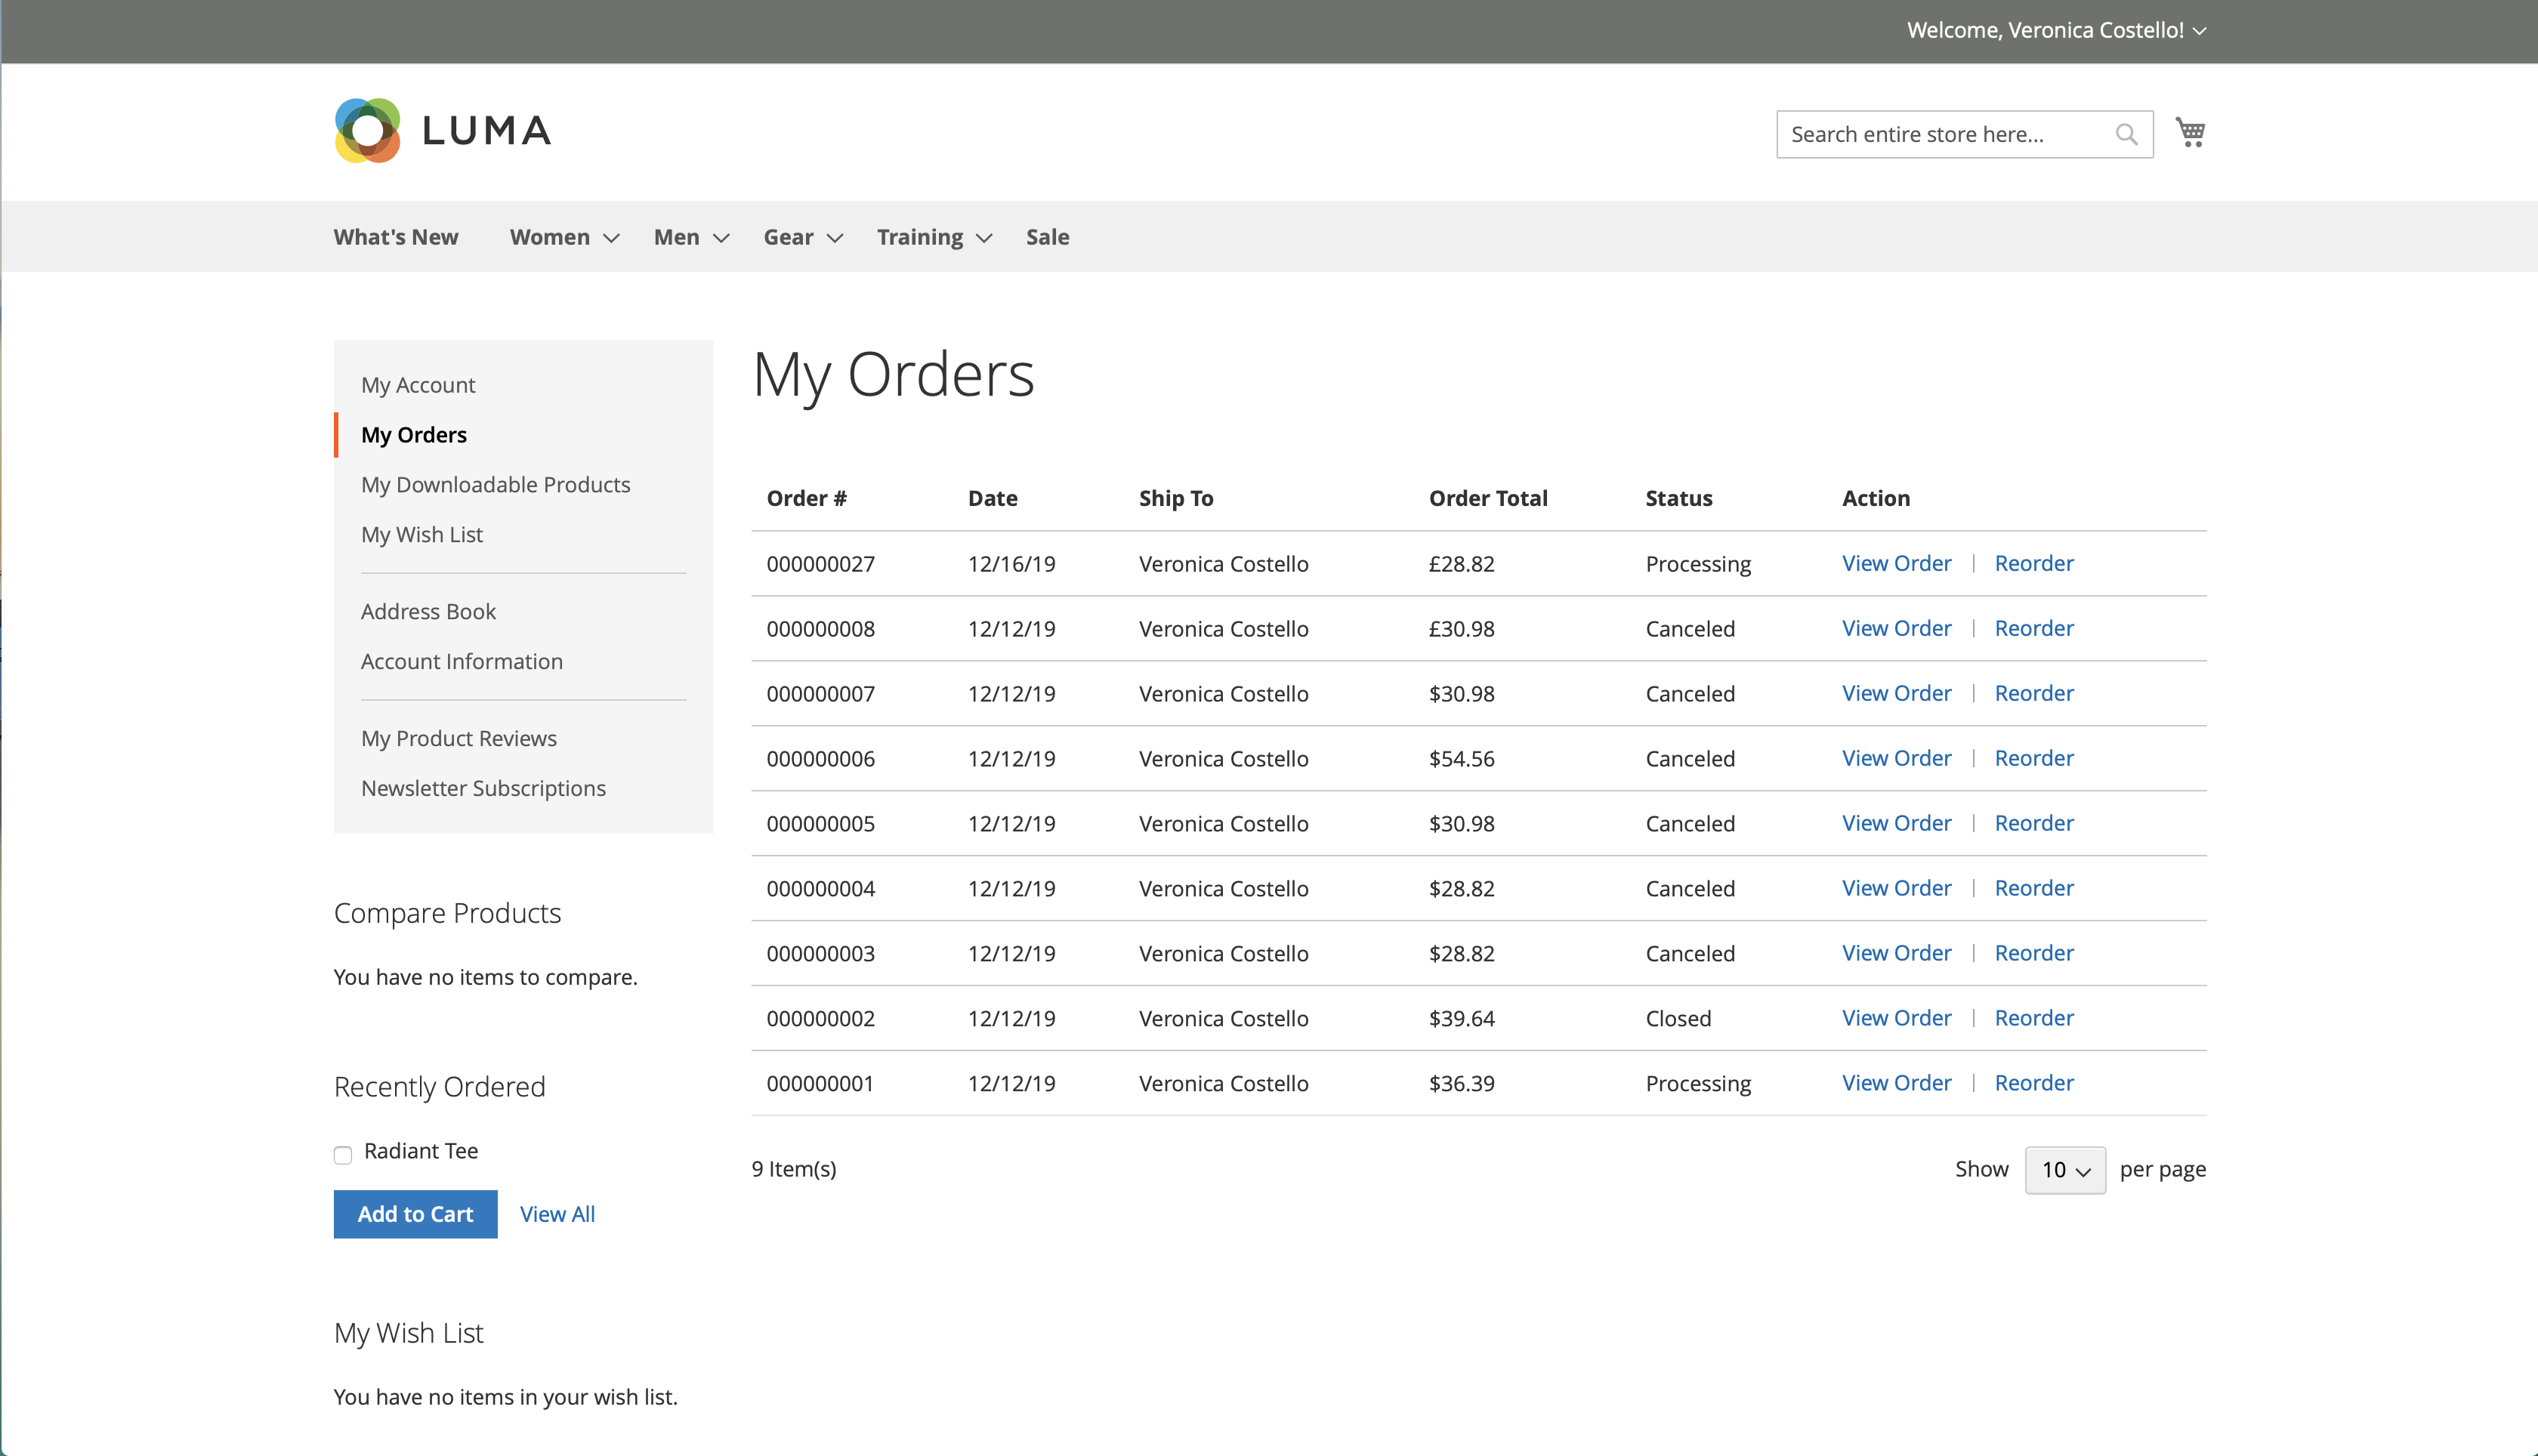 Welcome, Veronica Costello!
LUMA
Search entire store here...
What's New Women Men Gear Training Sale
My Account
My Orders
My Downloadable Products
My Wish List
Address Book
Account Information
My Product Reviews
Newsletter Subscriptions
Compare Products
You have no items to compare.
Recently Ordered
Radiant Tee
Add to Cart View All
My Wish List
You have no items in your wish list.
My Orders
Order # Date Ship To Order Total Status Action
000000027 12/16/19 Veronica Costello £28.82 Processing View Order | Reorder
000000008 12/12/19 Veronica Costello £30.98 Canceled View Order | Reorder
000000007 12/12/19 Veronica Costello $30.98 Canceled View Order | Reorder
000000006 12/12/19 Veronica Costello $54.56 Canceled View Order | Reorder
000000005 12/12/19 Veronica Costello $30.98 Canceled View Order | Reorder
000000004 12/12/19 Veronica Costello $28.82 Canceled View Order | Reorder
000000003 12/12/19 Veronica Costello $28.82 Canceled View Order | Reorder
000000002 12/12/19 Veronica Costello $39.64 Closed View Order | Reorder
000000001 12/12/19 Veronica Costello $36.39 Processing View Order | Reorder
9 Item(s) Show 10 per page